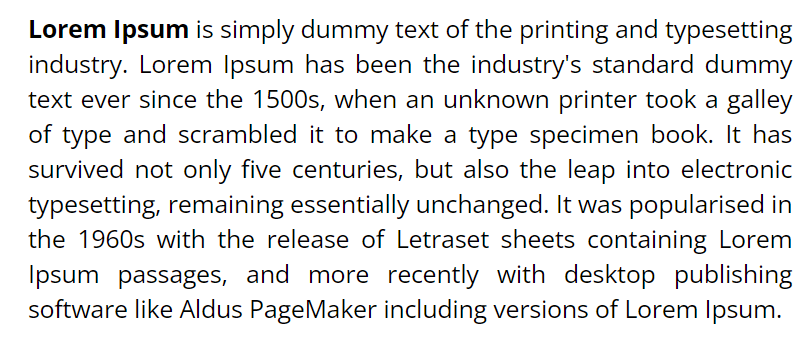 Lorem Ipsum is simply dummy text of the printing and typesetting
industry. Lorem Ipsum has been the industry's standard dummy
text ever since the 1500s, when an unknown printer took a galley
of type and scrambled it to make a type specimen book. It has
survived not only five centuries, but also the leap into electronic
typesetting, remaining essentially unchanged. It was popularised in
the 1960s with the release of Letraset sheets containing Lorem
Ipsum passages, and more recently with desktop publishing
software like Aldus PageMaker including versions of Lorem Ipsum.